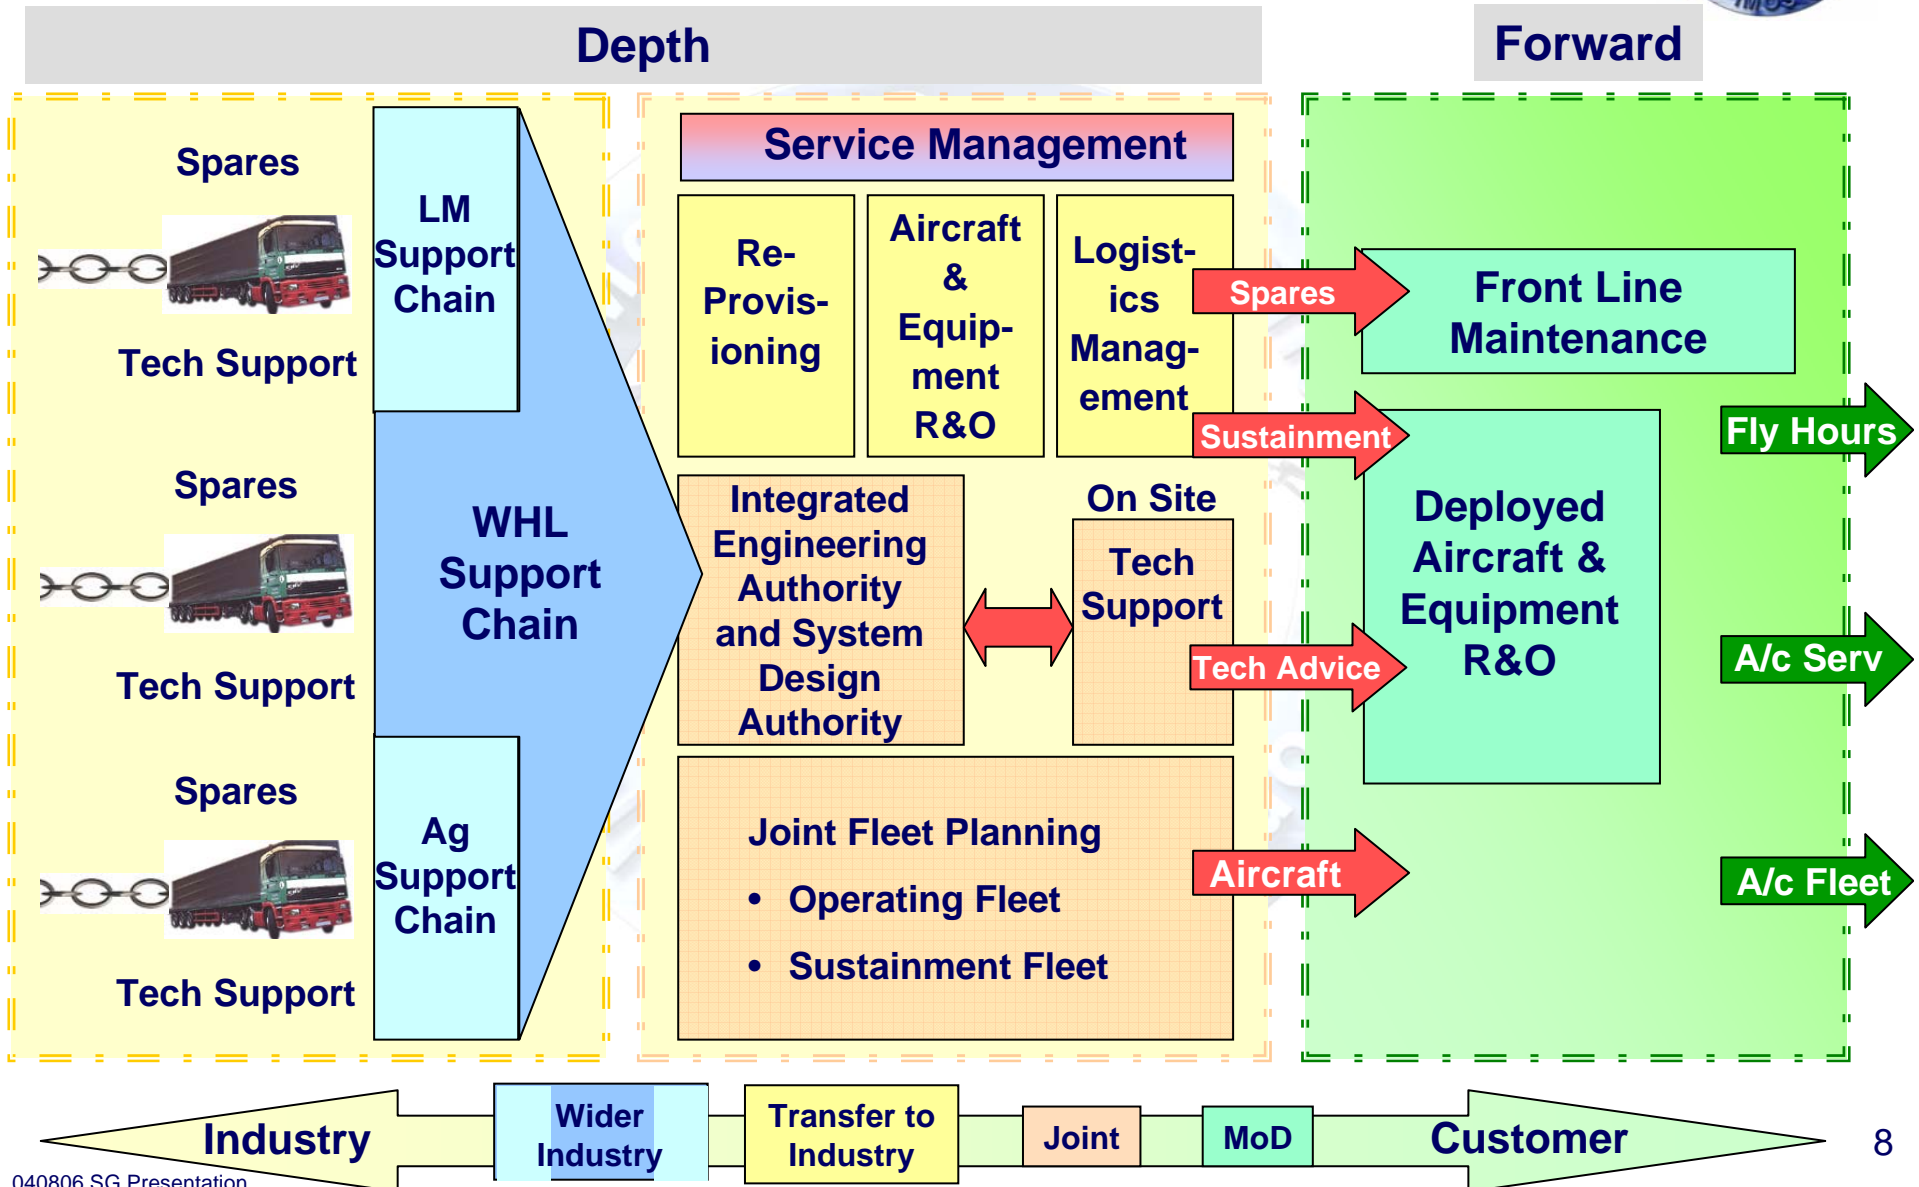 Depth
Forward
Spares
Tech Support
Spares
Tech Support
Spares
Tech Support
LM
Support
Chain
WHL
Support
Chain
Ag
Support
Chain
Service Management
Re-
Provis-
ioning
Aircraft
&
Equip-
ment
R&O
Logist-
ics
Manag-
ement
Integrated
Engineering
Authority
and System
Design
Authority
On Site
Tech
Support
Joint Fleet Planning
• Operating Fleet
• Sustainment Fleet
Spares
Sustainment
Tech Advice
Aircraft
Front Line
Maintenance
Deployed
Aircraft &
Equipment
R&O
Fly Hours
A/c Serv
A/c Fleet
Industry
Wider
Industry
Transfer to
Industry
Joint
MoD
Customer
8
040806 SG Presentation